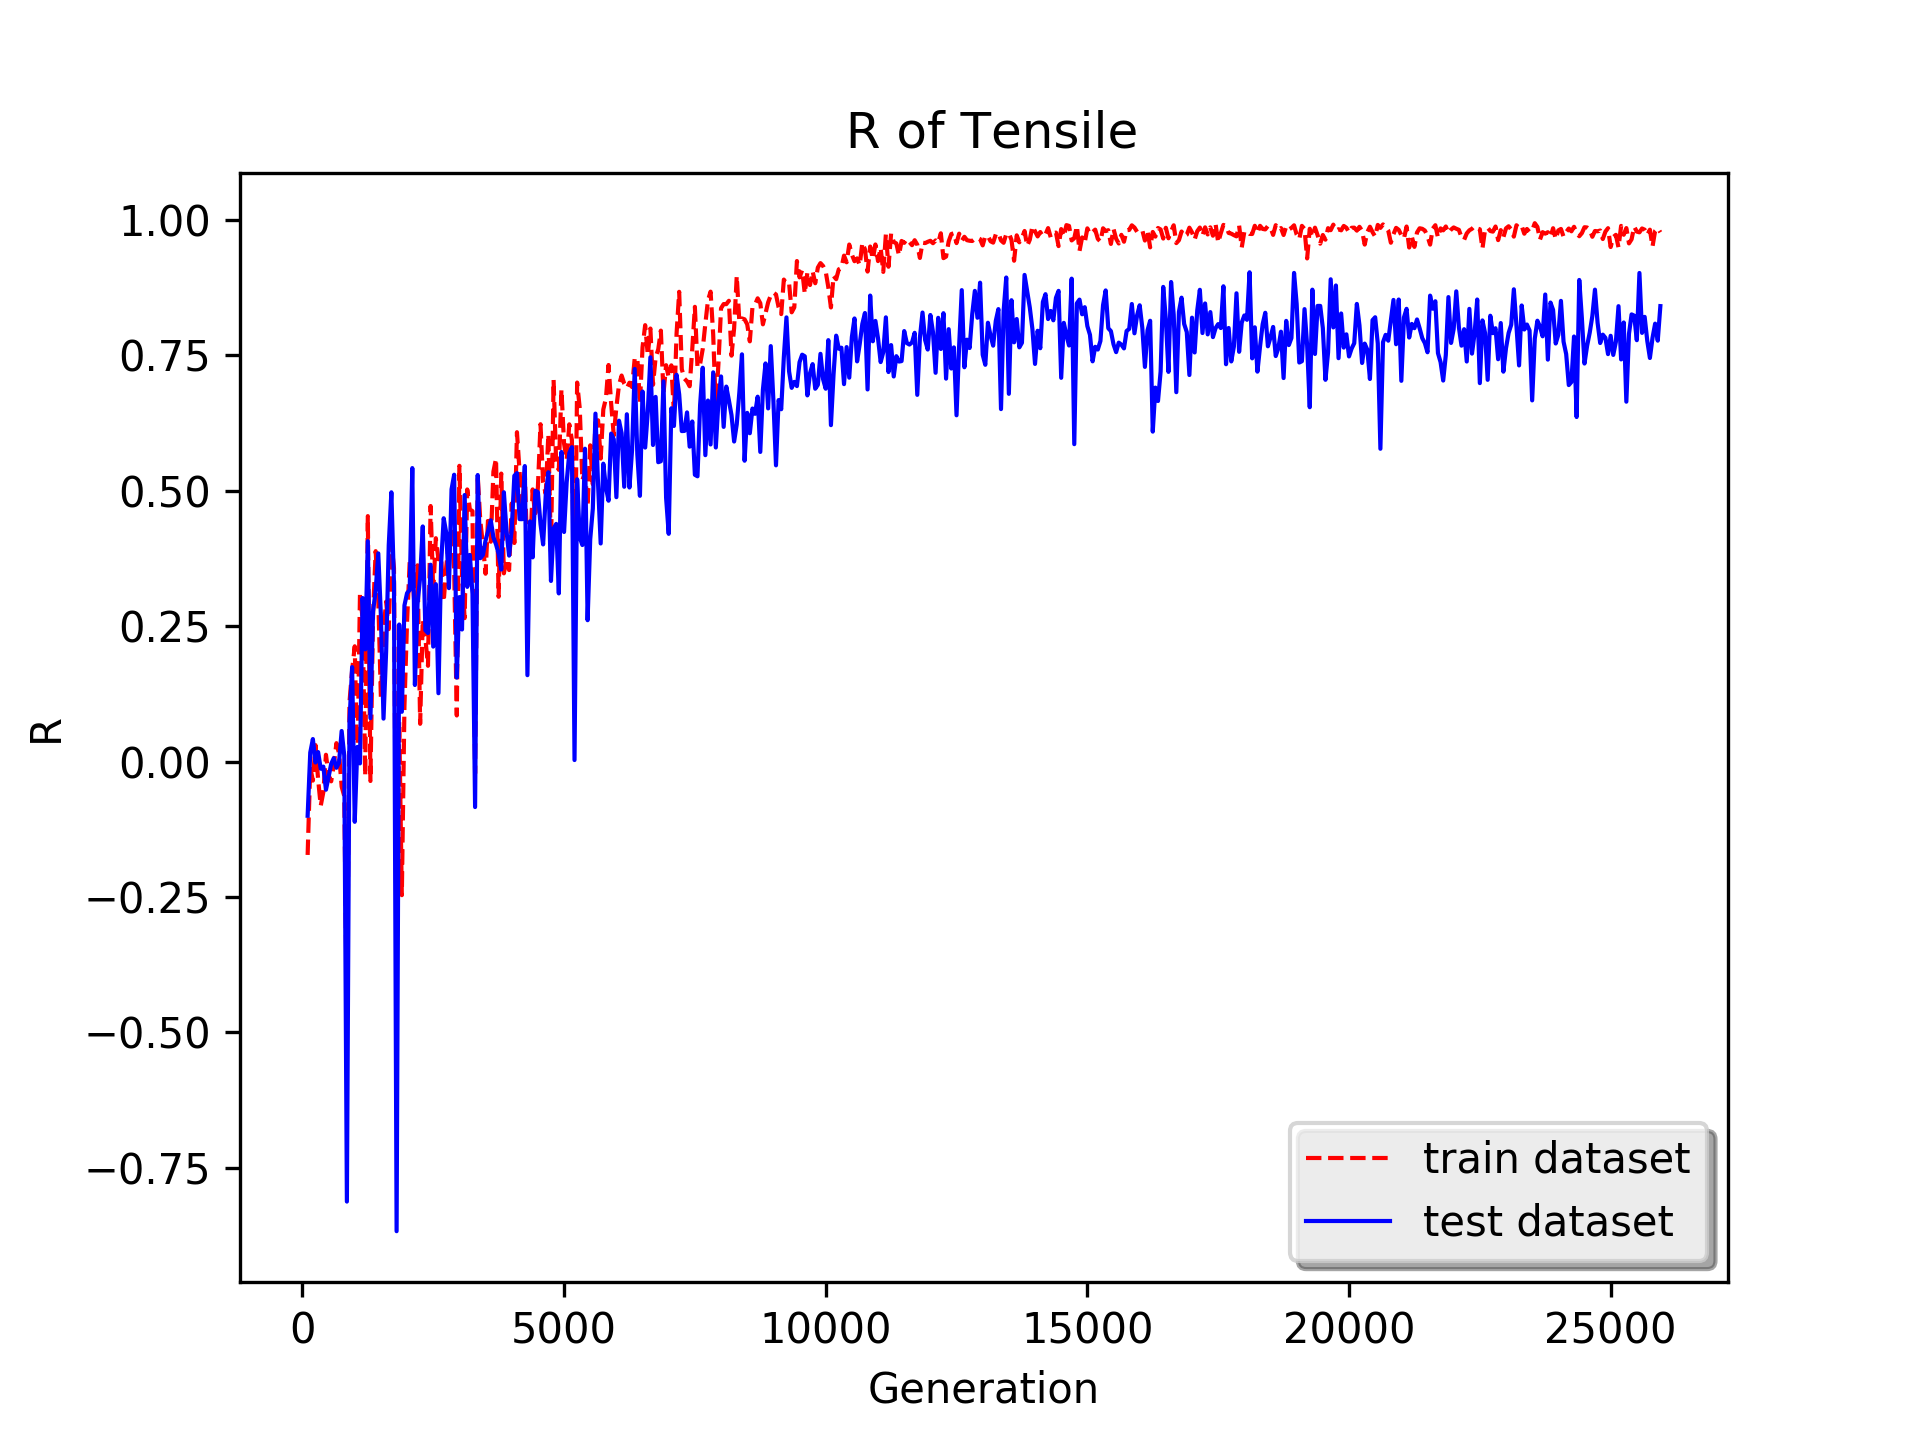 R of Tensile
1.00
0.75
0.50
0.25
0.00
−0.25
−0.50
−0.75
R
0 5000 10000 15000 20000 25000
Generation
train dataset
test dataset